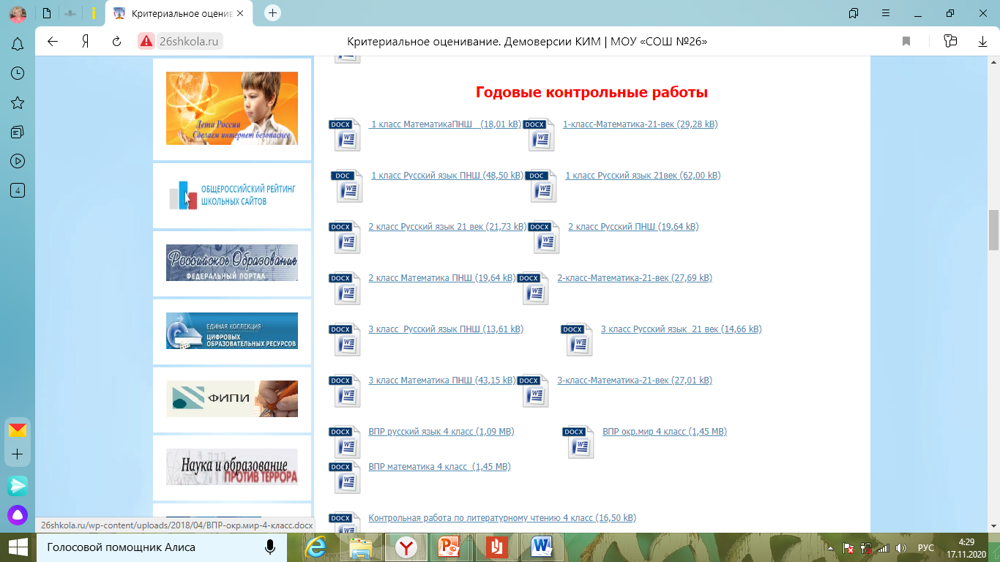 Критериальное оценив
26shkola.ru
Критериальное оценивание. Демоверсии КИМ | МОУ «СОШ №26»
4
Дети России
Сделаем интернет безопаснее
ОБЩЕРОССИЙСКИЙ РЕЙТИНГ
ШКОЛЬНЫХ САЙТОВ
Российское Образование
ФЕДЕРАЛЬНЫЙ ПОРТАЛ
ЕДИНАЯ КОЛЛЕКЦИЯ
ЦИФРОВЫХ
ОБРАЗОВАТЕЛЬНЫХ РЕСУРСОВ
ФИПИ
Наука и образование
ПРОТИВ ТЕРРОРА
Годовые контрольные работы
DOCX 1 класс МатематикаПНШ (18,01 kB) DOCX 1-класс-Математика-21-век (29,28 kB)
DOC 1 класс Русский язык ПНШ (48,50 kB) DOC 1 класс Русский язык 21век (62,00 kB)
DOCX 2 класс Русский язык 21 век (21,73 kB) DOCX 2 класс Русский ПНШ (19,64 kB)
DOCX 2 класс Математика ПНШ (19,64 kB) DOCX 2-класс-Математика-21-век (27,69 kB)
DOCX 3 класс Русский язык ПНШ (13,61 kB) DOCX 3 класс Русский язык 21 век (14,66 kB)
DOCX 3 класс Математика ПНШ (43,15 kB) DOCX 3-класс-Математика-21-век (27,01 kB)
DOCX ВПР русский язык 4 класс (1,09 MB) DOCX ВПР окр.мир 4 класс (1,45 MB)
DOCX ВПР математика 4 класс (1,45 MB)
DOCX Контрольная работа по литературному чтению 4 класс (16,50 kB)
26shkola.ru/wp-content/uploads/2018/04/ВПР-окр.мир-4-класс.docx
Голосовой помощник Алиса
РУС
4:29
17.11.2020